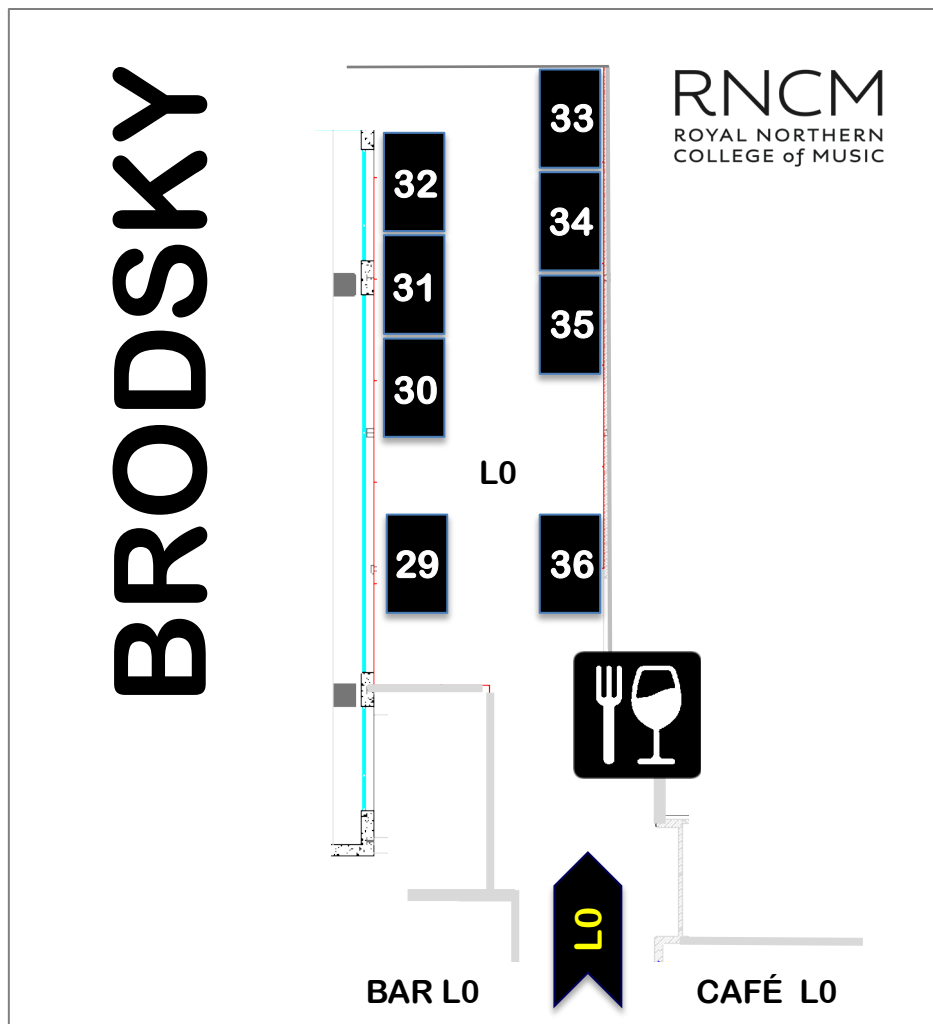 BRODSKY
RNCM
ROYAL NORTHERN
COLLEGE of MUSIC
33
32
34
31
35
30
L0
29
36
L0
BAR L0
CAFÉ L0